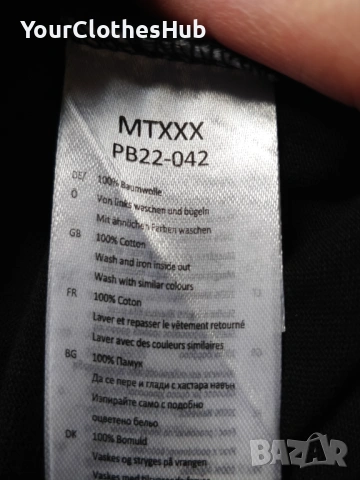 YourClothesHub
MTXXX
PB22-042
DE/ 100% Baumwolle
Ö Von links waschen und bügeln
Mit ähnlichen Farben waschen
GB 100% Cotton
Wash and iron inside out
Wash with similar colours
FR 100% Coton
Laver et repasser le vêtement retourné
Laver avec des couleurs similaires
BG 100% Памук
Да се пере и глади с хастара навън
Изпирайте само с подобно
оцветено бельо
DK 100% Bomuld
Vaskes og stryges på vrangen
BAZAR